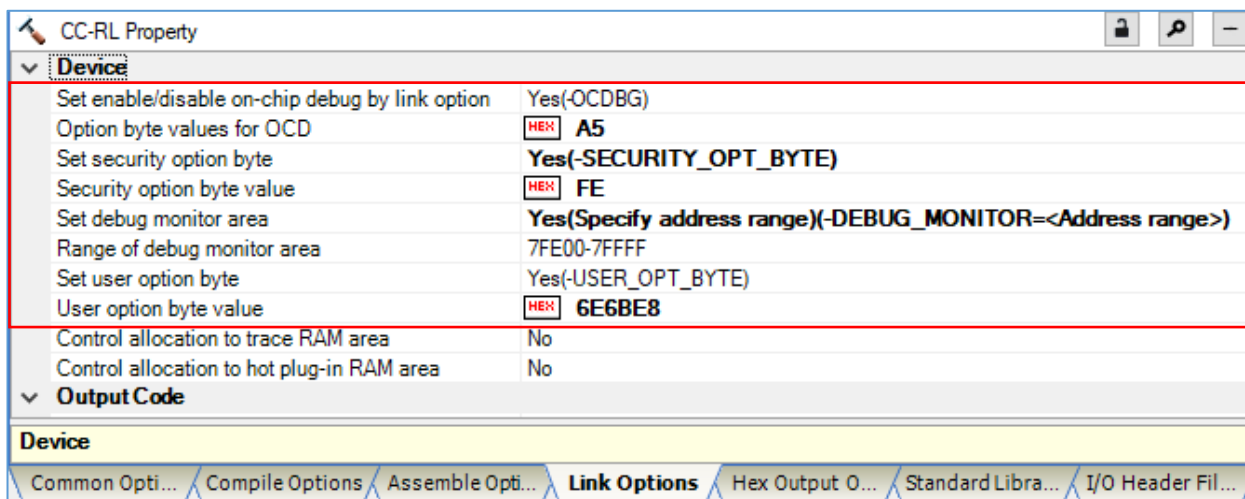 CC-RL Property
Device
Set enable/disable on-chip debug by link option Yes(-OCDBG)
Option byte values for OCD HEX A5
Set security option byte Yes(-SECURITY_OPT_BYTE)
Security option byte value HEX FE
Set debug monitor area Yes(Specify address range)(-DEBUG_MONITOR=<Address range>)
Range of debug monitor area 7FE00-7FFFF
Set user option byte Yes(-USER_OPT_BYTE)
User option byte value HEX 6E6BE8
Control allocation to trace RAM area No
Control allocation to hot plug-in RAM area No
Output Code
Device
Common Opti... Compile Options Assemble Opti... Link Options Hex Output O... Standard Libra... I/O Header Fil...